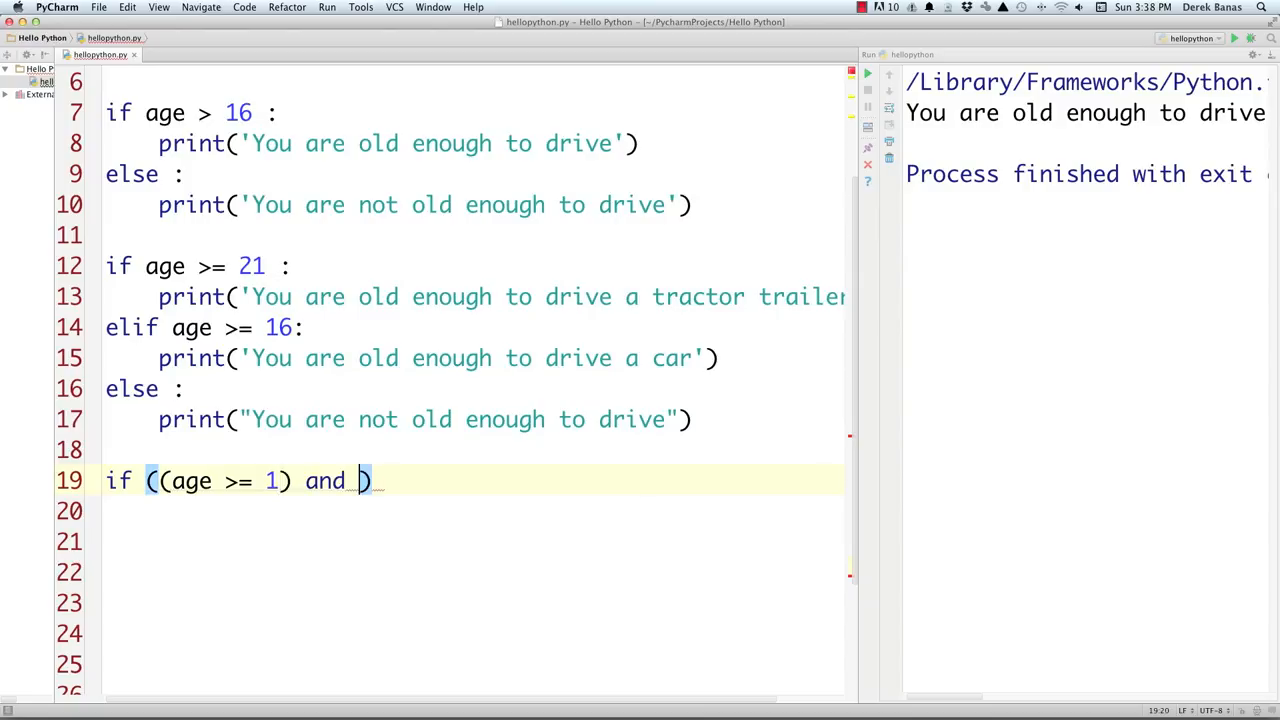 PyCharm File Edit View Navigate Code Refactor Run Tools VCS Window Help 10 Sun 3:38 PM Derek Banas
hellopython.py – Hello Python – [~/PycharmProjects/Hello Python]
Hello Python hellopython.py hellopython
hellopython.py Run hellopython
Hello P
hell
Externa
6
7 if age > 16 :
8 print('You are old enough to drive')
9 else :
10 print('You are not old enough to drive')
11
12 if age >= 21 :
13 print('You are old enough to drive a tractor trailer
14 elif age >= 16:
15 print('You are old enough to drive a car')
16 else :
17 print("You are not old enough to drive")
18
19 if ((age >= 1) and )
20
21
22
23
24
25
26
/Library/Frameworks/Python.
You are old enough to drive
Process finished with exit
19:20 LF UTF-8